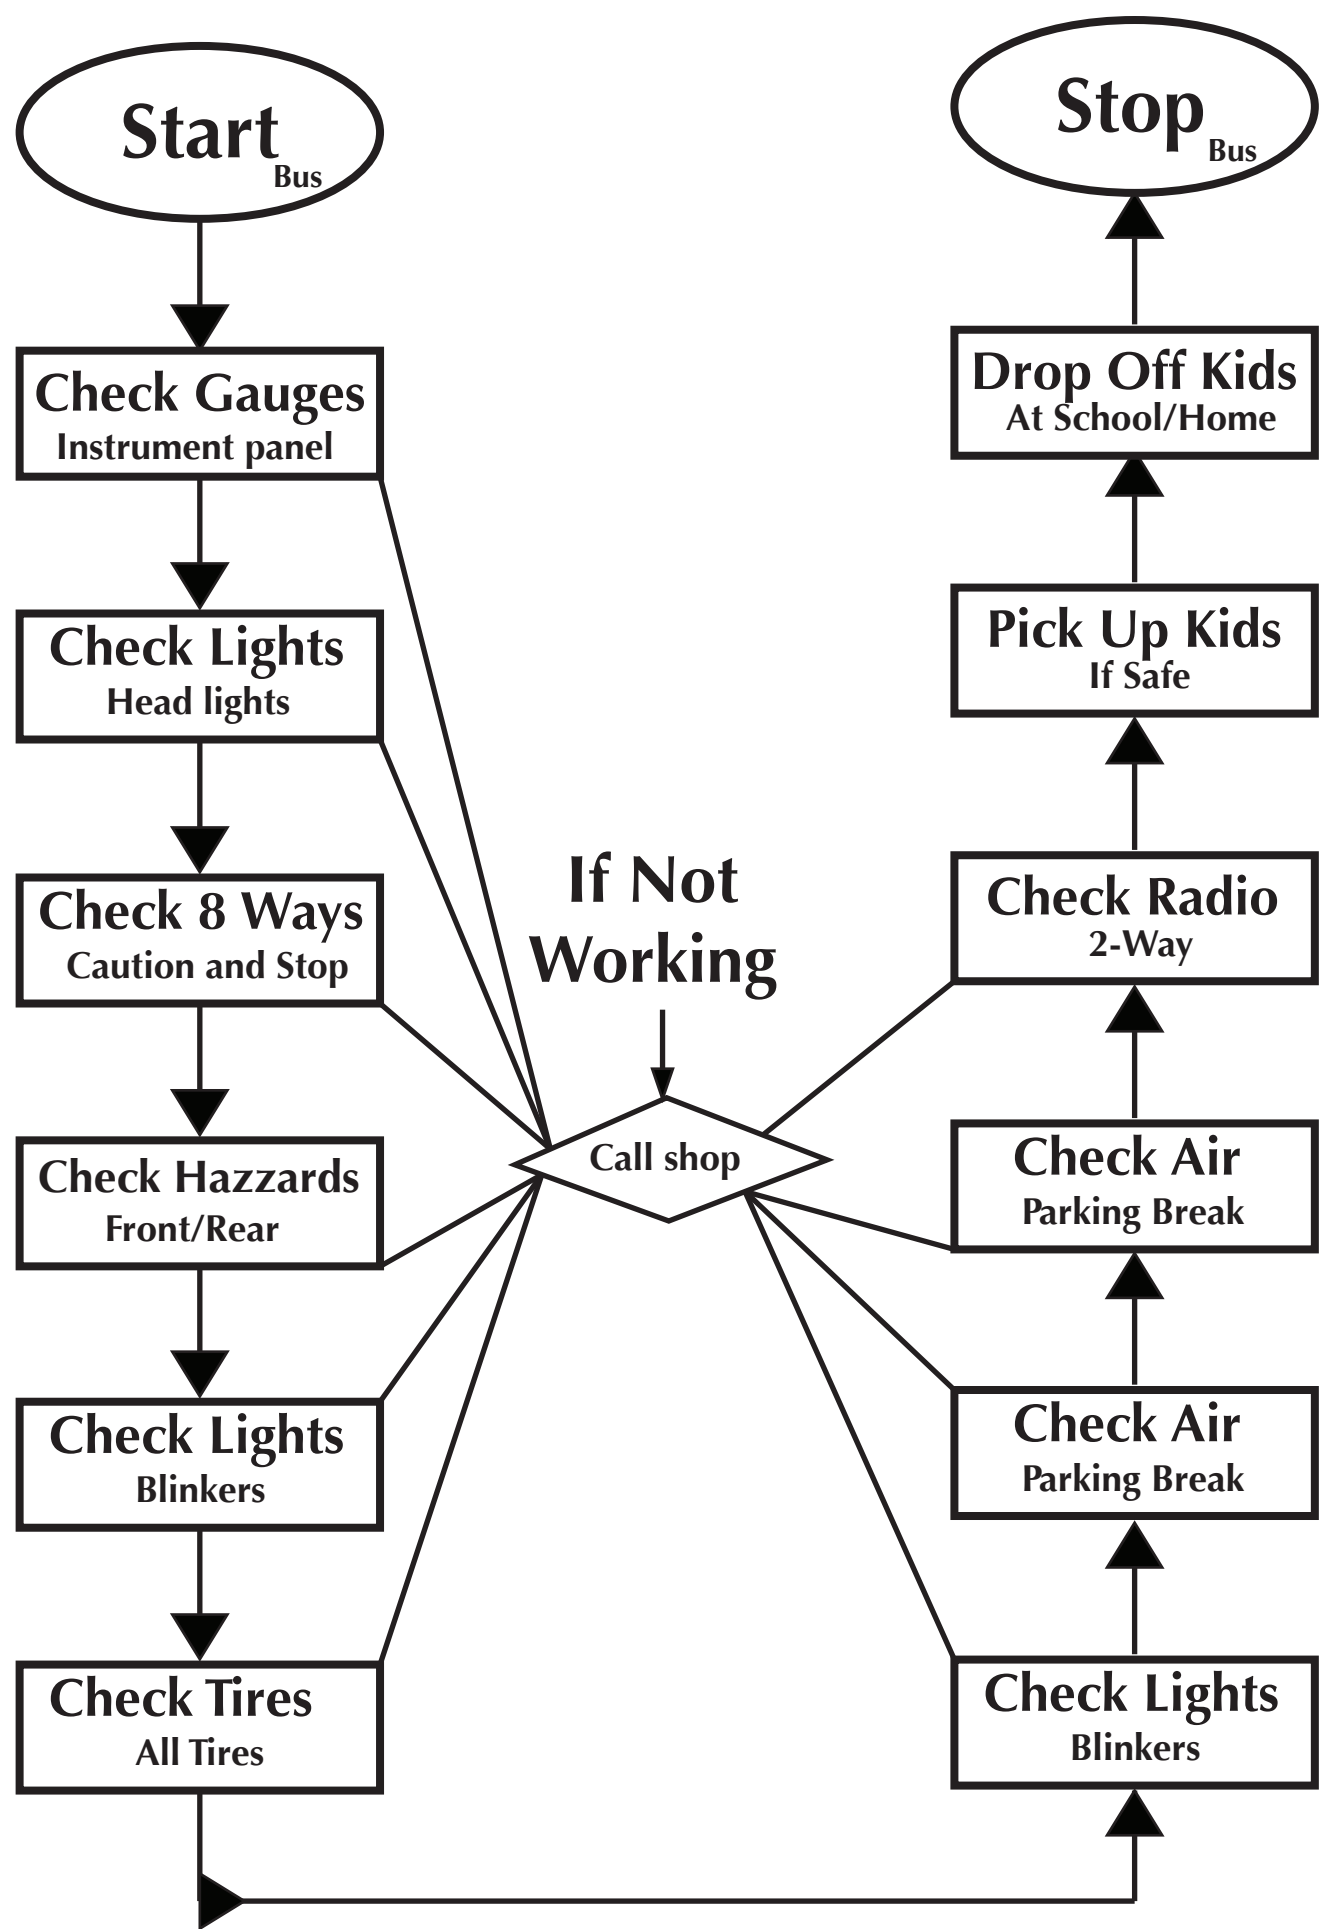 Start
Bus
Check Gauges
Instrument panel
Check Lights
Head lights
Check 8 Ways
Caution and Stop
Check Hazzards
Front/Rear
Check Lights
Blinkers
Check Tires
All Tires
If Not
Working
Call shop
Stop
Bus
Drop Off Kids
At School/Home
Pick Up Kids
If Safe
Check Radio
2-Way
Check Air
Parking Break
Check Air
Parking Break
Check Lights
Blinkers